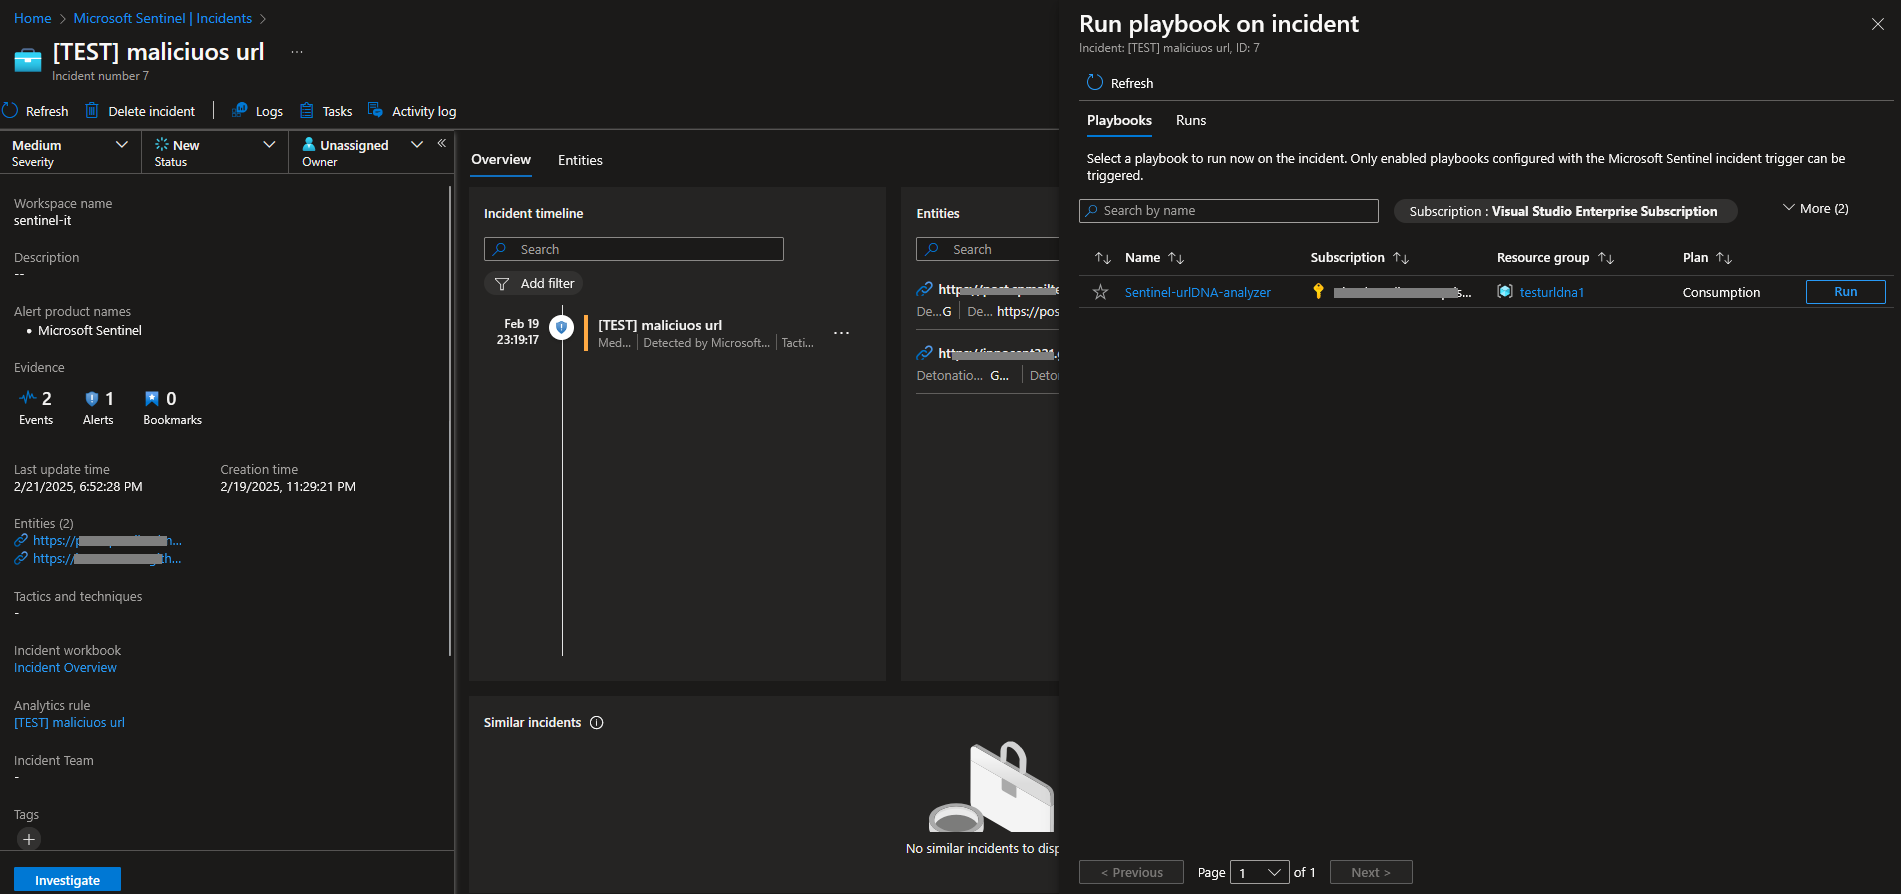 Home > Microsoft Sentinel | Incidents >
[TEST] maliciuos url ...
Incident number 7
Refresh Delete incident | Logs Tasks Activity log
Medium
Severity
New
Status
Unassigned
Owner
«
Workspace name
sentinel-it
Description
--
Alert product names
• Microsoft Sentinel
Evidence
2 1 0
Events Alerts Bookmarks
Last update time Creation time
2/21/2025, 6:52:28 PM 2/19/2025, 11:29:21 PM
Entities (2)
https://
https://
Tactics and techniques
-
Incident workbook
Incident Overview
Analytics rule
[TEST] maliciuos url
Incident Team
-
Tags
+
Investigate
Overview Entities
Incident timeline
Search
Add filter
Feb 19
23:19:17
[TEST] maliciuos url
Med... | Detected by Microsoft... | Tacti...
...
Entities
Search
De...G | De... https://pos
Detonatio... G... | Deto
Similar incidents
No similar incidents to disp
Run playbook on incident
Incident: [TEST] maliciuos url, ID: 7
Refresh
Playbooks Runs
Select a playbook to run now on the incident. Only enabled playbooks configured with the Microsoft Sentinel incident trigger can be
triggered.
Search by name
Subscription : Visual Studio Enterprise Subscription
More (2)
Name Subscription Resource group Plan
Sentinel-urlDNA-analyzer testurldna1 Consumption Run
< Previous Page 1 of 1 Next >